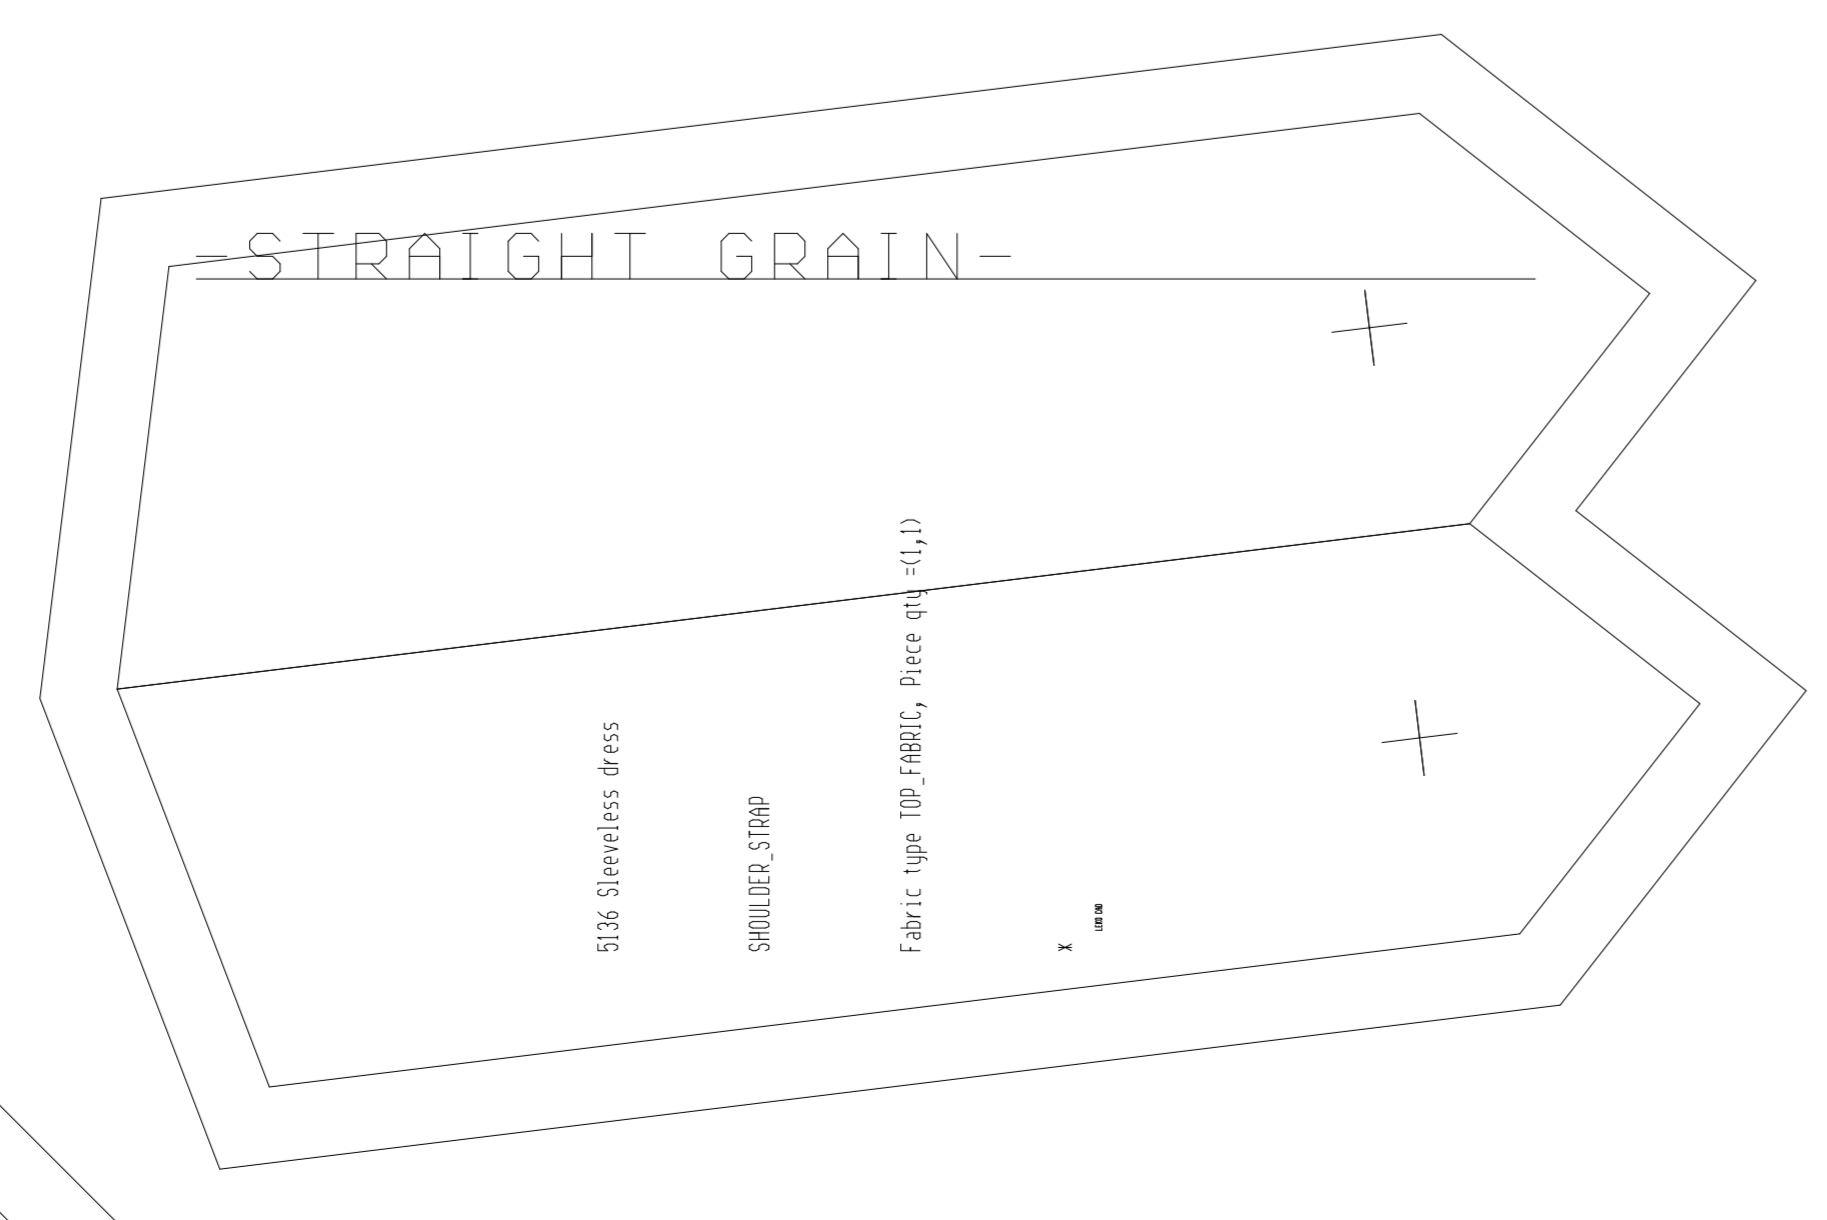 -STRAIGHT GRAIN-
5136 Sleeveless dress
SHOULDER_STRAP
Fabric type TOP_FABRIC, Piece qty =(1,1)
*